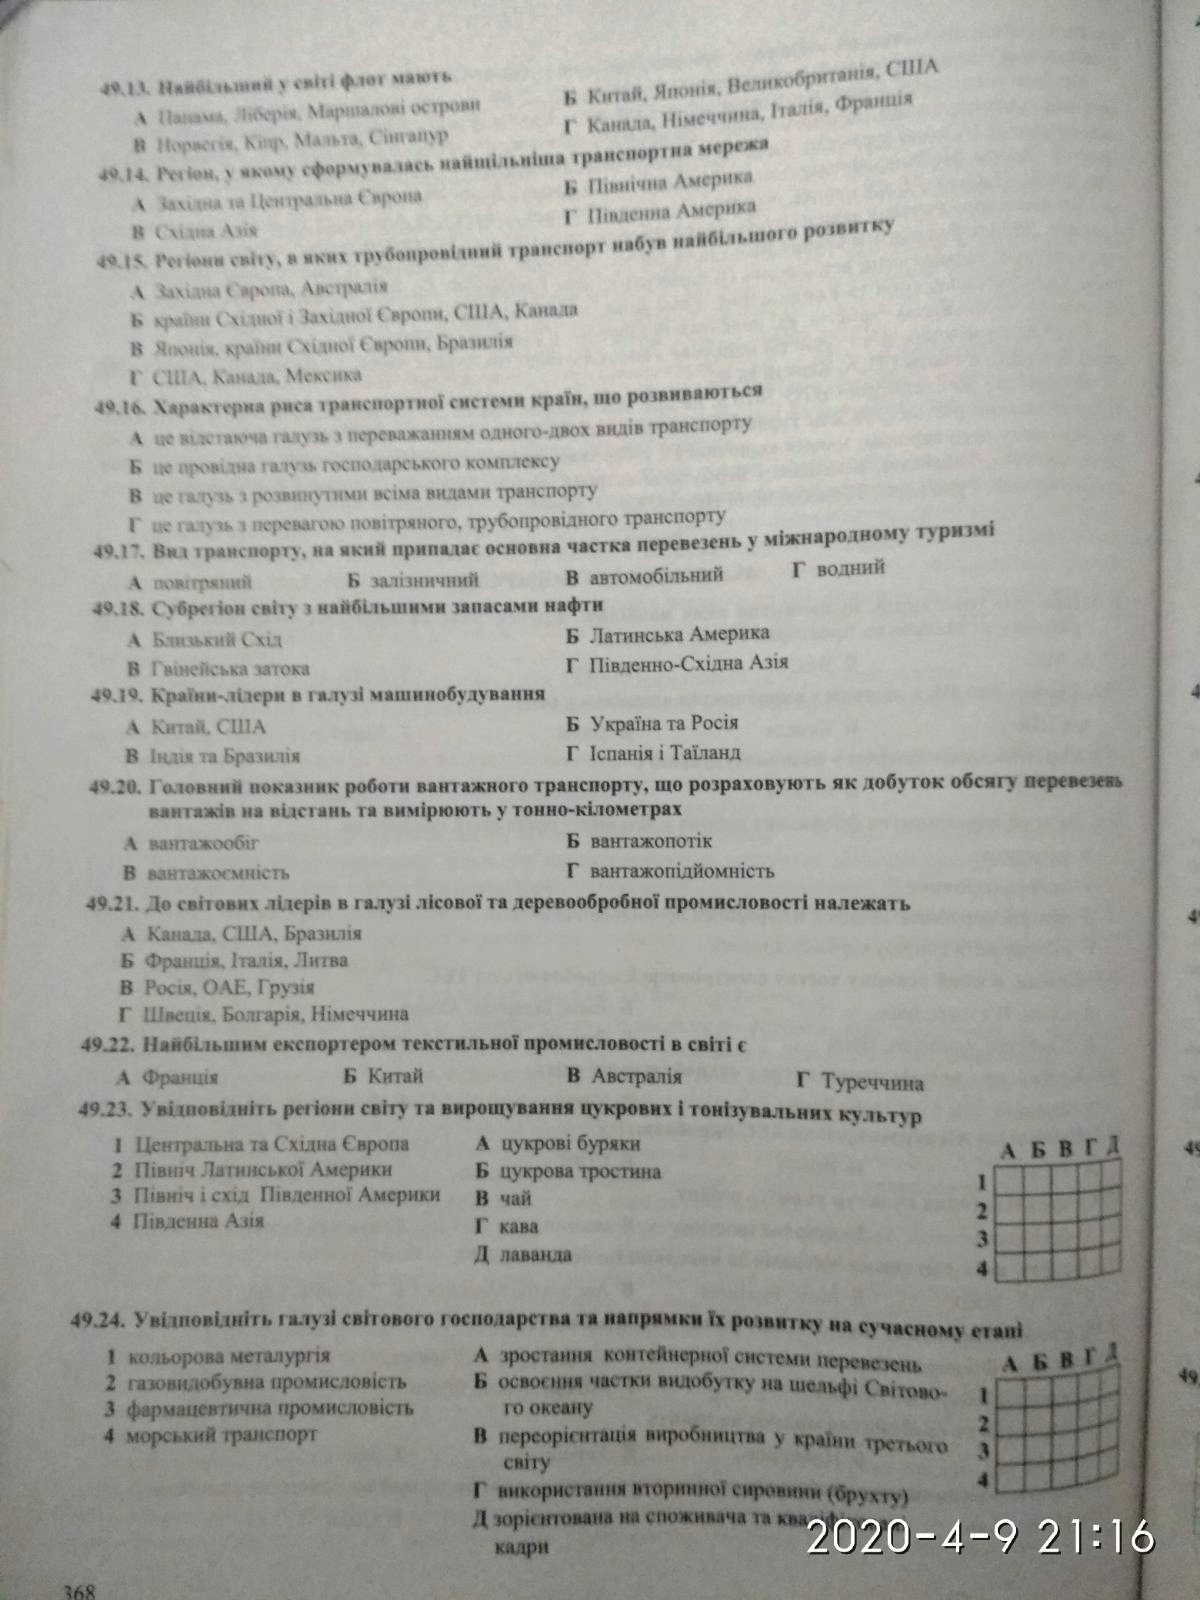 49.13. Найбільший у світі флот мають
А Панама, Ліберія, Маршалові острови
Б Китай, Японія, Великобританія, США
В Норвегія, Кіпр, Мальта, Сінгапур
Г Канада, Німеччина, Італія, Франція
49.14. Регіон, у якому сформувалась найщільніша транспортна мережа
А Західна та Центральна Європа
Б Північна Америка
В Східна Азія
Г Південна Америка
49.15. Регіони світу, в яких трубопровідний транспорт набув найбільшого розвитку
А Західна Європа, Австралія
Б країни Східної і Західної Європи, США, Канада
В Японія, країни Східної Європи, Бразилія
Г США, Канада, Мексика
49.16. Характерна риса транспортної системи країн, що розвиваються
А це відстаюча галузь з переважанням одного-двох видів транспорту
Б це провідна галузь господарського комплексу
В це галузь з розвинутими всіма видами транспорту
Г це галузь з перевагою повітряного, трубопровідного транспорту
49.17. Вид транспорту, на який припадає основна частка перевезень у міжнародному туризмі
А повітряний Б залізничний В автомобільний Г водний
49.18. Субрегіон світу з найбільшими запасами нафти
А Близький Схід
Б Латинська Америка
В Гвінейська затока
Г Південно-Східна Азія
49.19. Країни-лідери в галузі машинобудування
А Китай, США
Б Україна та Росія
В Індія та Бразилія
Г Іспанія і Таїланд
49.20. Головний показник роботи вантажного транспорту, що розраховують як добуток обсягу перевезень
вантажів на відстань та вимірюють у тонно-кілометрах
А вантажообіг
Б вантажопотік
В вантажоємність
Г вантажопідйомність
49.21. До світових лідерів в галузі лісової та деревообробної промисловості належать
А Канада, США, Бразилія
Б Франція, Італія, Литва
В Росія, ОАЕ, Грузія
Г Швеція, Болгарія, Німеччина
49.22. Найбільшим експортером текстильної промисловості в світі є
А Франція Б Китай В Австралія Г Туреччина
49.23. Увідповідніть регіони світу та вирощування цукрових і тонізувальних культур
1 Центральна та Східна Європа
2 Північ Латинської Америки
3 Північ і схід Південної Америки
4 Південна Азія
А цукрові буряки
Б цукрова тростина
В чай
Г кава
Д лаванда
А Б В Г Д
1
2
3
4
49.24. Увідповідніть галузі світового господарства та напрямки їх розвитку на сучасному етапі
1 кольорова металургія
2 газовидобувна промисловість
3 фармацевтична промисловість
4 морський транспорт
А зростання контейнерної системи перевезень
Б освоєння частки видобутку на шельфі Світово-
го океану
В переорієнтація виробництва у країни третього
світу
Г використання вторинної сировини (брухту)
Д зорієнтована на споживача та
кадри
А Б В Г Д
1
2
3
4
368
2020-4-9 21:16